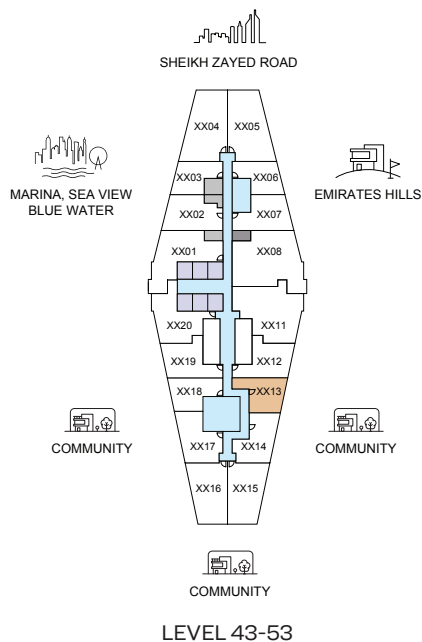 SHEIKH ZAYED ROAD
XX04 XX05
XX03 XX06
MARINA, SEA VIEW
BLUE WATER
EMIRATES HILLS
XX02 XX07
XX01 XX08
XX20 XX11
XX19 XX12
XX18 XX13
COMMUNITY
COMMUNITY
XX17 XX14
XX16 XX15
COMMUNITY
LEVEL 43-53